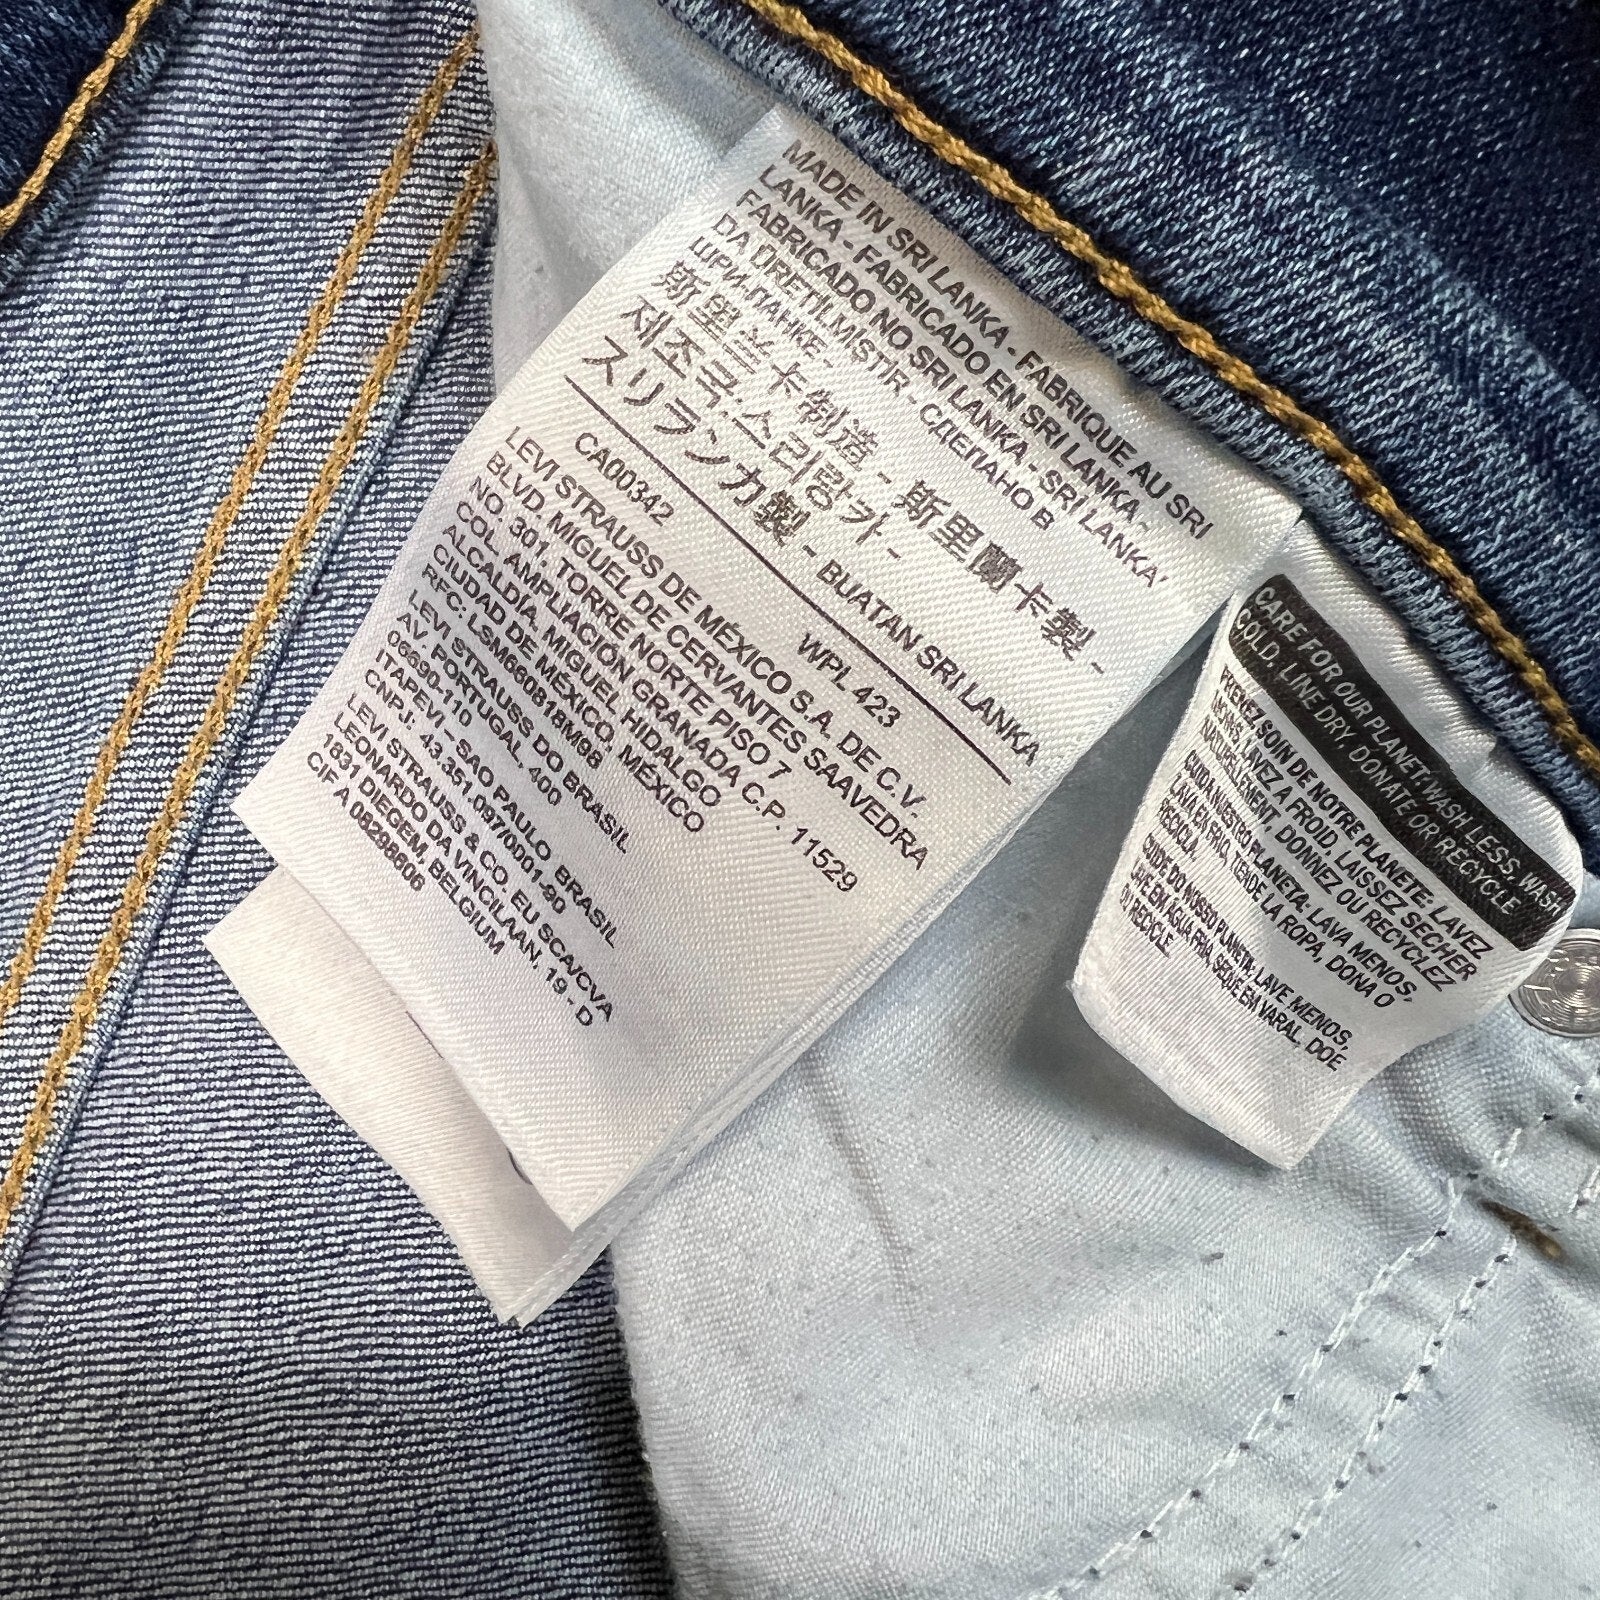 MADE IN SRI LANKA - FABRIQUE AU SRI
LANKA - FABRICADO EN SRI LANKA -
FABRICADO NO SRI LANKA - SRI LANKA'
DA ÜRETİLMİŞTİR - СДЕЛАНО В
ШРИ-ЛАНКЕ -
斯里兰卡制造 - 斯里蘭卡製 -
제조국:스리랑카 -
スリランカ製 - BUATAN SRI LANKA
CA00342 WPL 423
LEVI STRAUSS DE MÉXICO S.A. DE C.V.
BLVD. MIGUEL DE CERVANTES SAAVEDRA
NO. 301, TORRE NORTE PISO 7
COL. AMPLIACIÓN GRANADA C.P. 11529
ALCALDÍA, MIGUEL HIDALGO
CIUDAD DE MÉXICO, MÉXICO
RFC: LSM660818M98
LEVI STRAUSS DO BRASIL
AV. PORTUGAL, 400
06690-110
ITAPEVI – SAO PAULO, BRASIL
CNPJ: 43.351.097/0001-90
LEVI STRAUSS & CO. EU SCA/CVA
LEONARDO DA VINCILAAN, 19 - D
1831 DIEGEM, BELGIUM
CIF A 08298606
CARE FOR OUR PLANET: WASH LESS, WASH
COLD, LINE DRY, DONATE OR RECYCLE
PRENEZ SOIN DE NOTRE PLANÈTE: LAVEZ
MOINS, LAVEZ À FROID, LAISSEZ SÉCHER
NATURELLEMENT, DONNEZ OU RECYCLEZ
CUIDA NUESTRO PLANETA: LAVA MENOS,
LAVA EN FRÍO, TIENDE LA ROPA, DONA O
RECICLA.
CUIDE DO NOSSO PLANETA: LAVE MENOS,
LAVE EM ÁGUA FRIA, SEQUE EM VARAL, DOE
OU RECICLE.